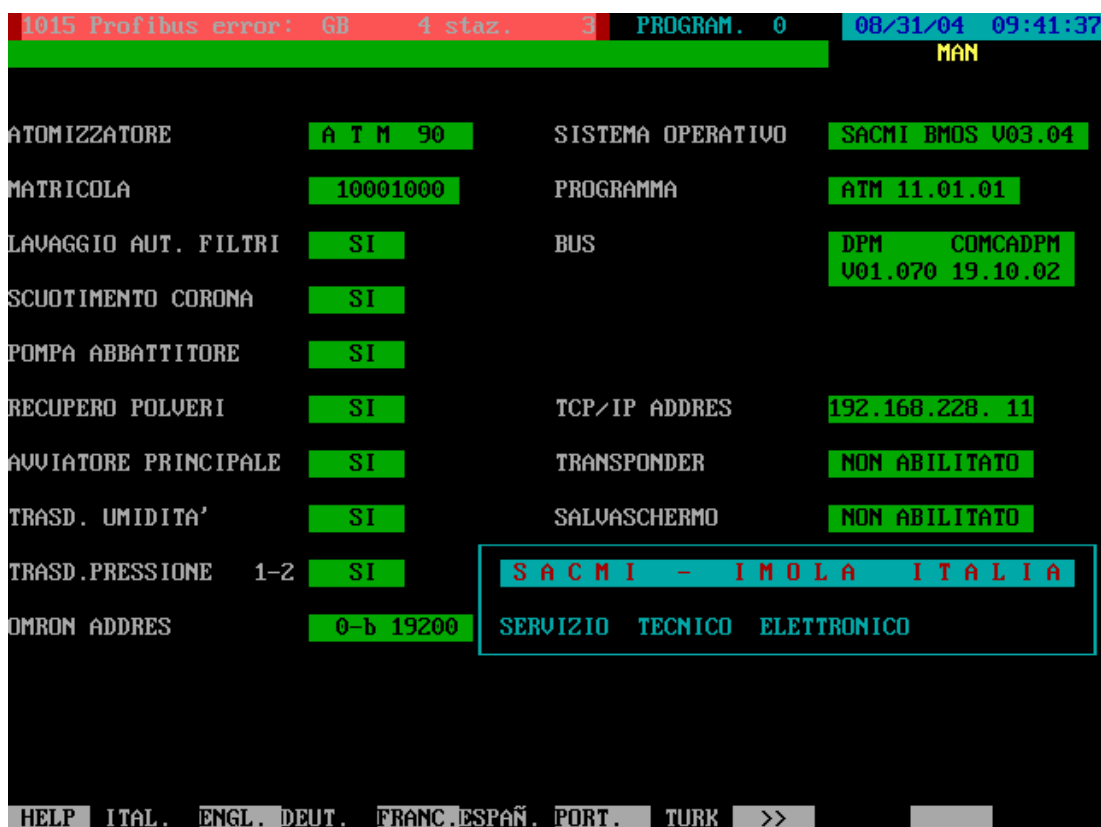 1015 Profibus error: GB 4 staz. 3 PROGRAM. 0 08/31/04 09:41:37
MAN
ATOMIZZATORE A T M 90 SISTEMA OPERATIVO SACMI BMOS V03.04
MATRICOLA 10001000 PROGRAMMA ATM 11.01.01
LAVAGGIO AUT. FILTRI SI BUS DPM COMCADPM
V01.070 19.10.02
SCUOTIMENTO CORONA SI
POMPA ABBATTITORE SI
RECUPERO POLVERI SI TCP/IP ADDRES 192.168.228. 11
AVVIATORE PRINCIPALE SI TRANSPONDER NON ABILITATO
TRASD. UMIDITA' SI SALVASCHERMO NON ABILITATO
TRASD.PRESSIONE 1-2 SI S A C M I - I M O L A I T A L I A
OMRON ADDRES 0-b 19200 SERVIZIO TECNICO ELETTRONICO
HELP ITAL. ENGL. DEUT. FRANC. ESPAÑ. PORT. TURK >>